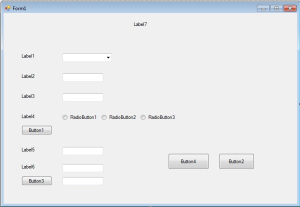 Form1
Label7
Label1
Label2
Label3
Label4
RadioButton1 RadioButton2 RadioButton3
Button1
Label5
Label6
Button4 Button2
Button3